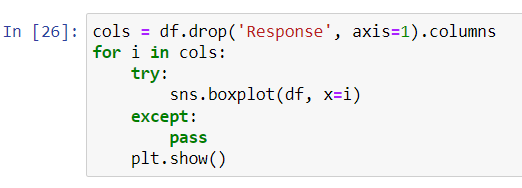 In [26]: cols = df.drop('Response', axis=1).columns
for i in cols:
    try:
        sns.boxplot(df, x=i)
    except:
        pass
    plt.show()